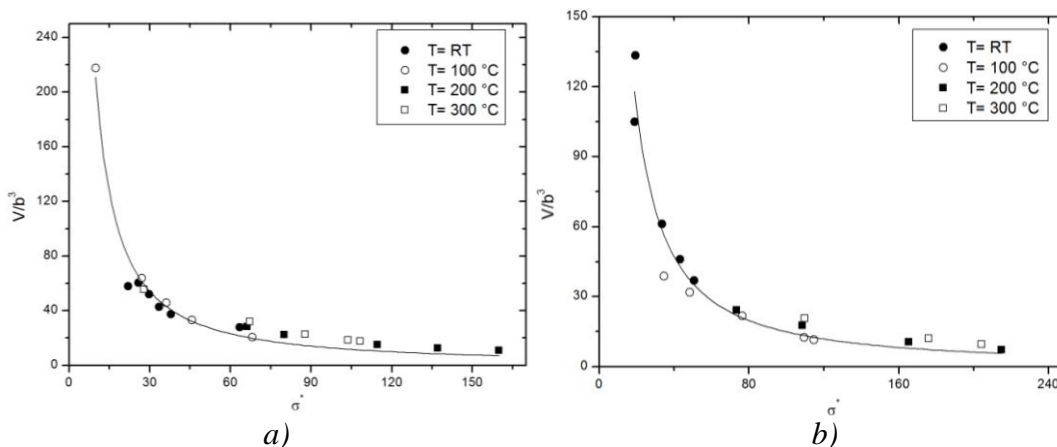 240
200
160
120
80
40
0
V/b³
0 30 60 90 120 150
σ*
T= RT
T= 100 °C
T= 200 °C
T= 300 °C
a)
150
120
90
60
30
0
V/b³
0 80 160 240
σ*
T= RT
T= 100 °C
T= 200 °C
T= 300 °C
b)